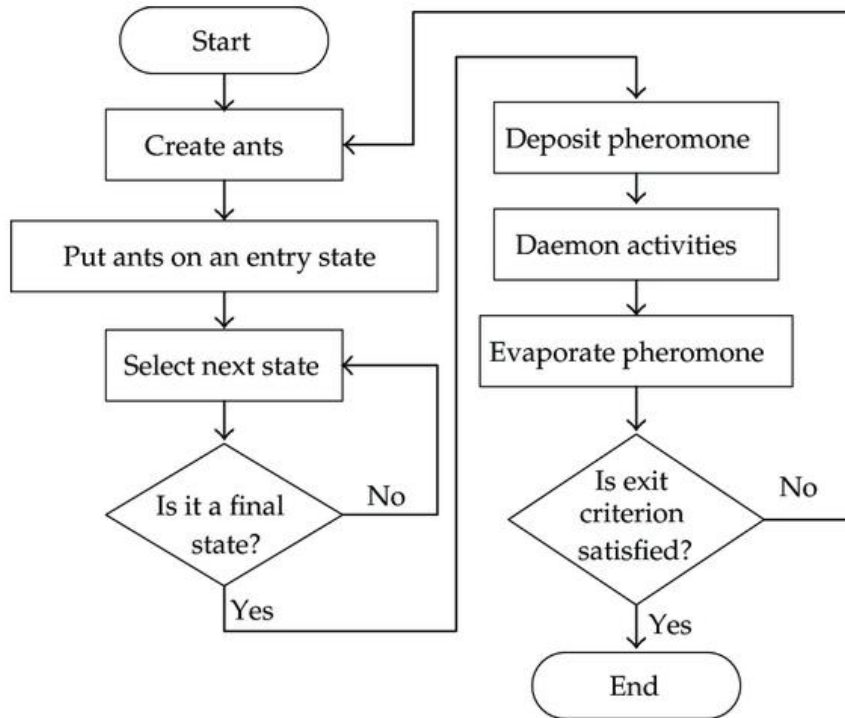 Start
Create ants
Put ants on an entry state
Select next state
Is it a final
state?
No
Yes
Deposit pheromone
Daemon activities
Evaporate pheromone
Is exit
criterion
satisfied?
No
Yes
End